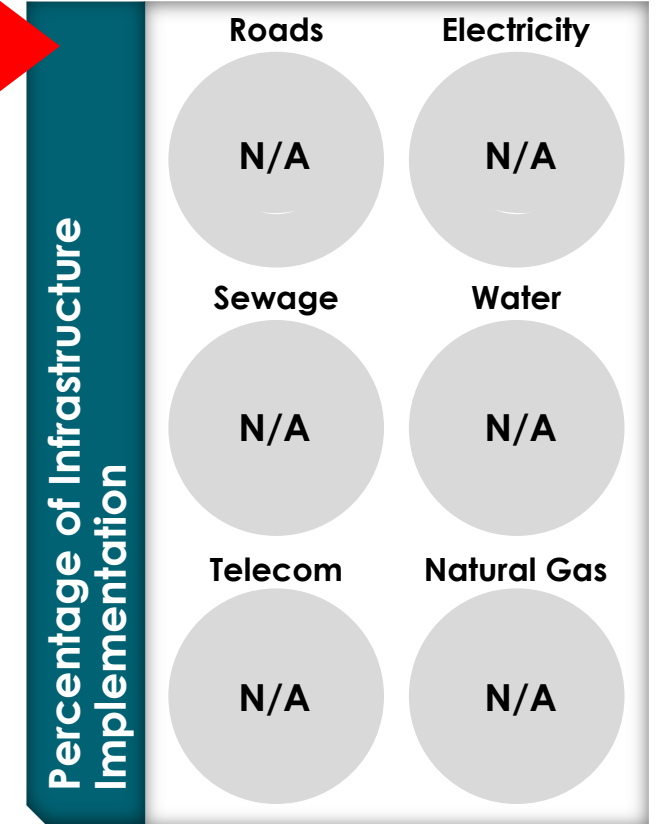 Percentage of Infrastructure
Implementation
Roads
Electricity
N/A
N/A
Sewage
Water
N/A
N/A
Telecom
Natural Gas
N/A
N/A